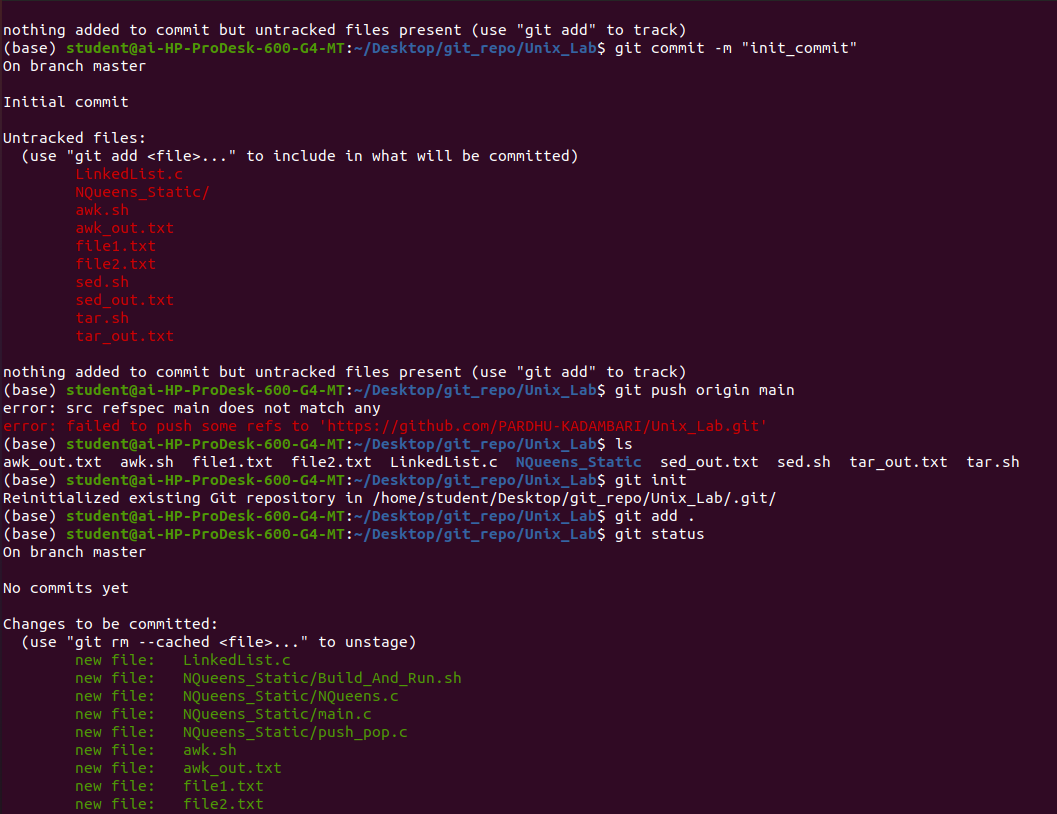 nothing added to commit but untracked files present (use "git add" to track)
(base) student@ai-HP-ProDesk-600-G4-MT:~/Desktop/git_repo/Unix_Lab$ git commit -m "init_commit"
On branch master
Initial commit
Untracked files:
(use "git add <file>..." to include in what will be committed)
LinkedList.c
NQueens_Static/
awk.sh
awk_out.txt
file1.txt
file2.txt
sed.sh
sed_out.txt
tar.sh
tar_out.txt
nothing added to commit but untracked files present (use "git add" to track)
(base) student@ai-HP-ProDesk-600-G4-MT:~/Desktop/git_repo/Unix_Lab$ git push origin main
error: src refspec main does not match any
error: failed to push some refs to 'https://github.com/PARDHU-KADAMBARI/Unix_Lab.git'
(base) student@ai-HP-ProDesk-600-G4-MT:~/Desktop/git_repo/Unix_Lab$ ls
awk_out.txt  awk.sh  file1.txt  file2.txt  LinkedList.c  NQueens_Static  sed_out.txt  sed.sh  tar_out.txt  tar.sh
(base) student@ai-HP-ProDesk-600-G4-MT:~/Desktop/git_repo/Unix_Lab$ git init
Reinitialized existing Git repository in /home/student/Desktop/git_repo/Unix_Lab/.git/
(base) student@ai-HP-ProDesk-600-G4-MT:~/Desktop/git_repo/Unix_Lab$ git add .
(base) student@ai-HP-ProDesk-600-G4-MT:~/Desktop/git_repo/Unix_Lab$ git status
On branch master
No commits yet
Changes to be committed:
(use "git rm --cached <file>..." to unstage)
new file:   LinkedList.c
new file:   NQueens_Static/Build_And_Run.sh
new file:   NQueens_Static/NQueens.c
new file:   NQueens_Static/main.c
new file:   NQueens_Static/push_pop.c
new file:   awk.sh
new file:   awk_out.txt
new file:   file1.txt
new file:   file2.txt